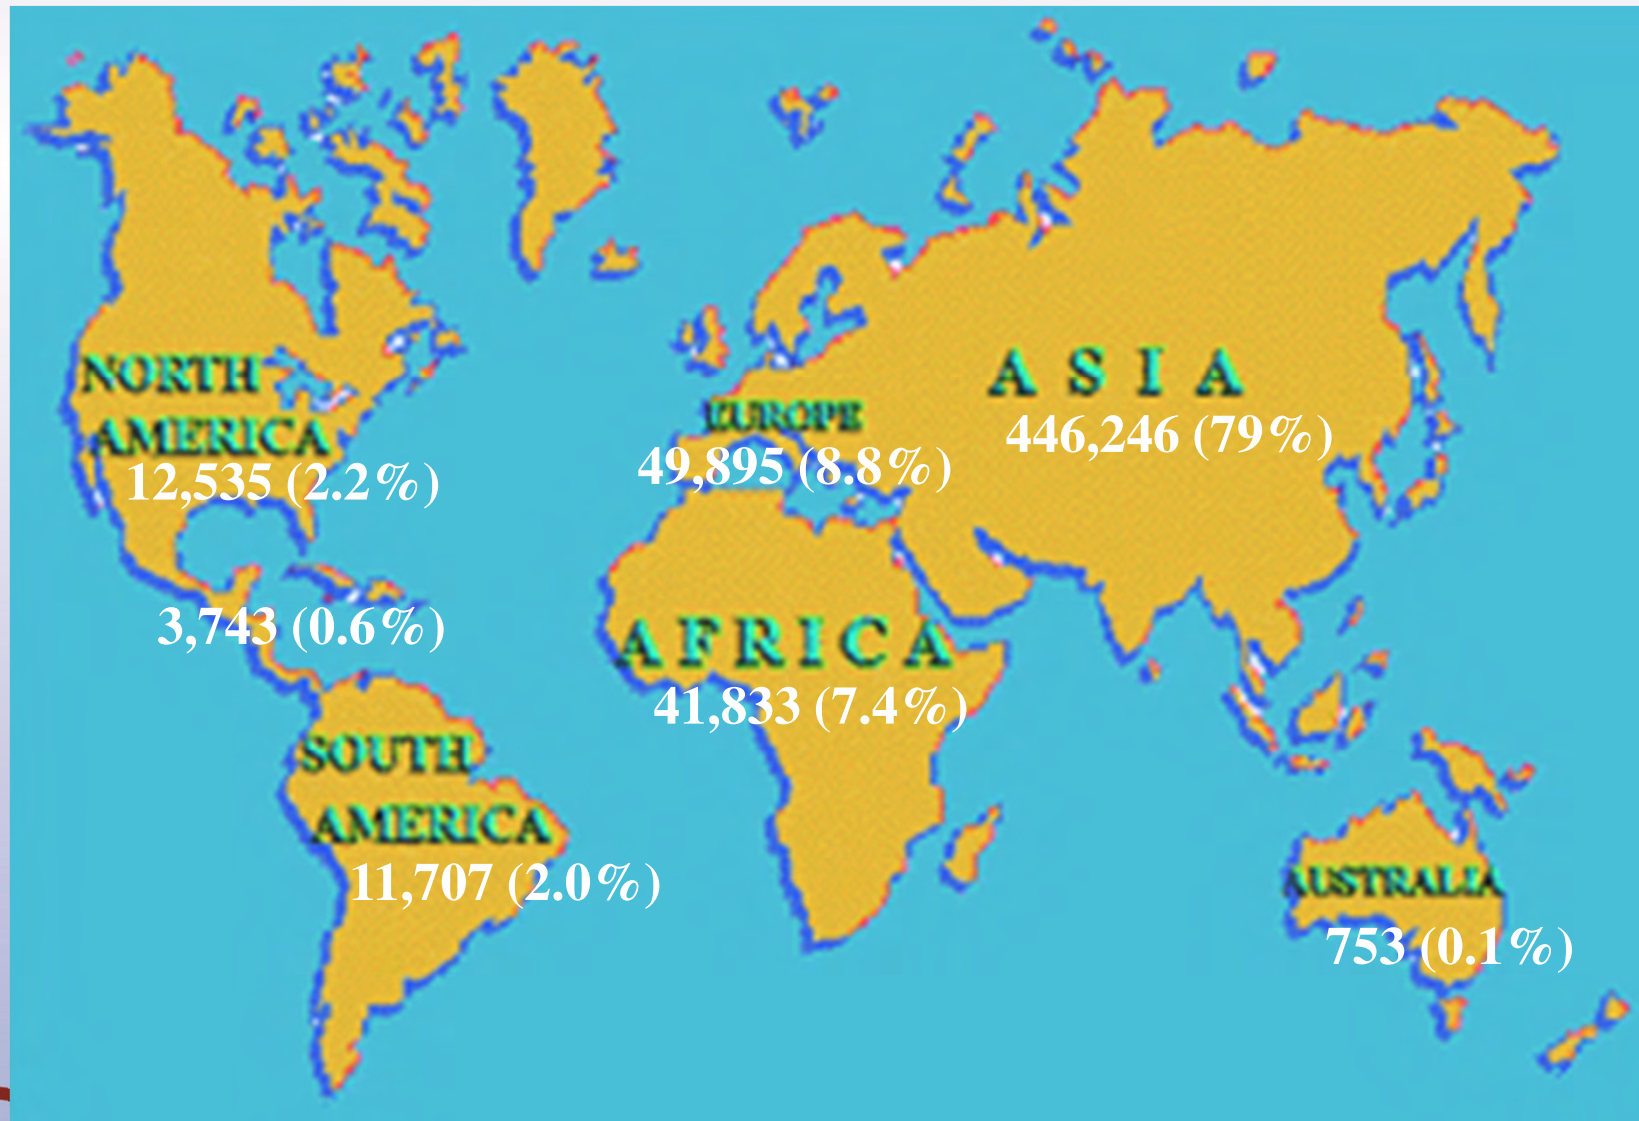 NORTH
AMERICA
12,535 (2.2%)
EUROPE
49,895 (8.8%)
A S I A
446,246 (79%)
3,743 (0.6%)
AFRICA
41,833 (7.4%)
SOUTH
AMERICA
11,707 (2.0%)
AUSTRALIA
753 (0.1%)